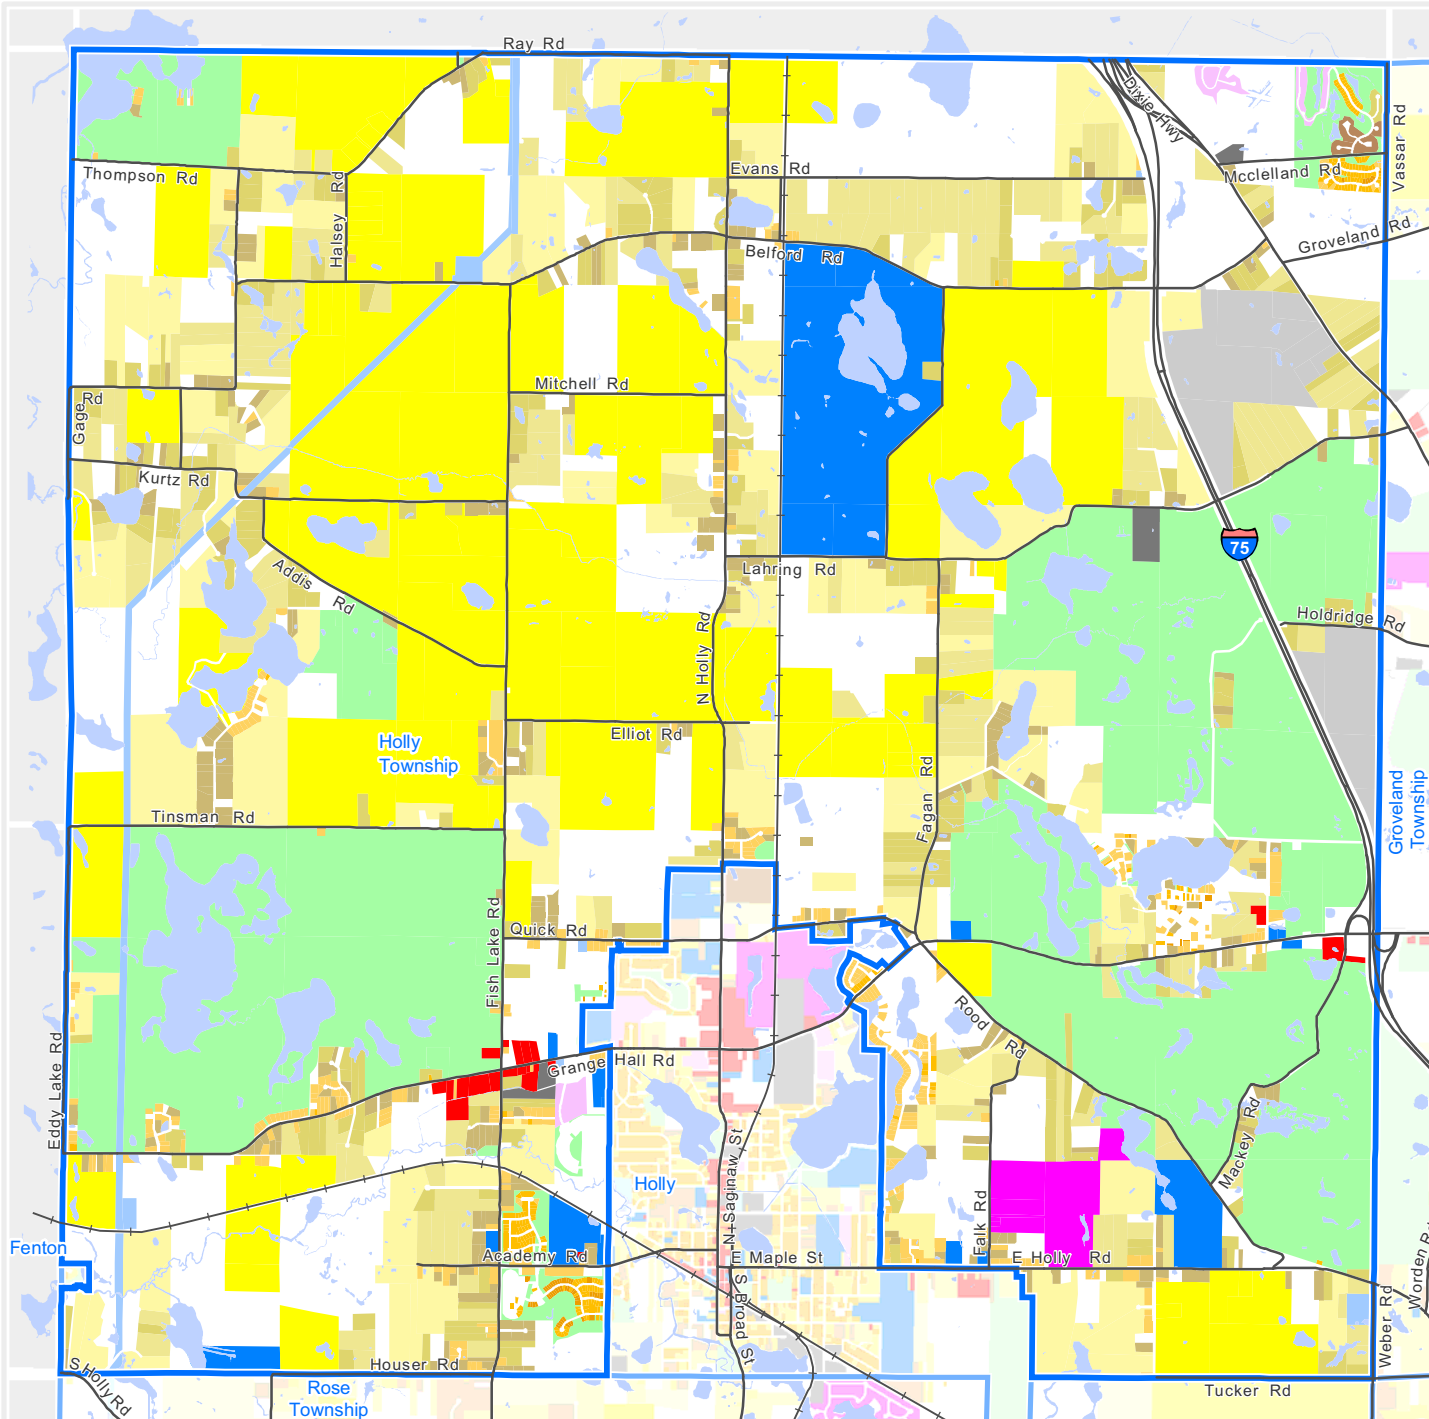 Ray Rd
Dixie Hwy
Vassar Rd
Thompson Rd
Halsey Rd
Evans Rd
Mcclelland Rd
Groveland Rd
Belford Rd
Mitchell Rd
Gage Rd
Kurtz Rd
75
Addis Rd
Lahring Rd
N Holly Rd
Holdridge Rd
Elliot Rd
Holly
Township
Fagan Rd
Groveland
Township
Tinsman Rd
Fish Lake Rd
Quick Rd
Rood Rd
Eddy Lake Rd
Grange Hall Rd
Mackey Rd
N Saginaw St
Holly
Falk Rd
Fenton
Academy Rd
E Maple St
E Holly Rd
Worden R
S Broad St
Weber Rd
S Holly Rd
Houser Rd
Rose
Township
Tucker Rd